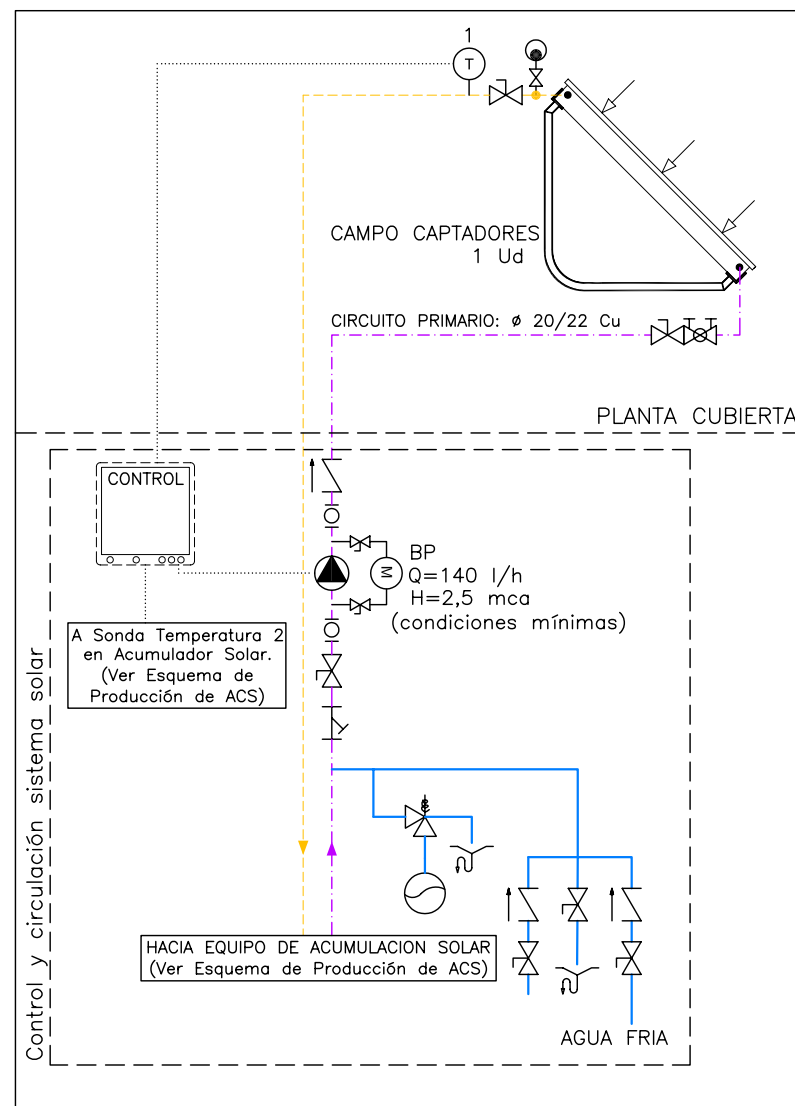 1
T
CAMPO CAPTADORES
1 Ud
CIRCUITO PRIMARIO: ø 20/22 Cu
PLANTA CUBIERTA
CONTROL
BP
M
Q=140 l/h
H=2,5 mca
(condiciones mínimas)
A Sonda Temperatura 2
en Acumulador Solar.
(Ver Esquema de
Producción de ACS)
Control y circulación sistema solar
HACIA EQUIPO DE ACUMULACION SOLAR
(Ver Esquema de Producción de ACS)
AGUA FRIA